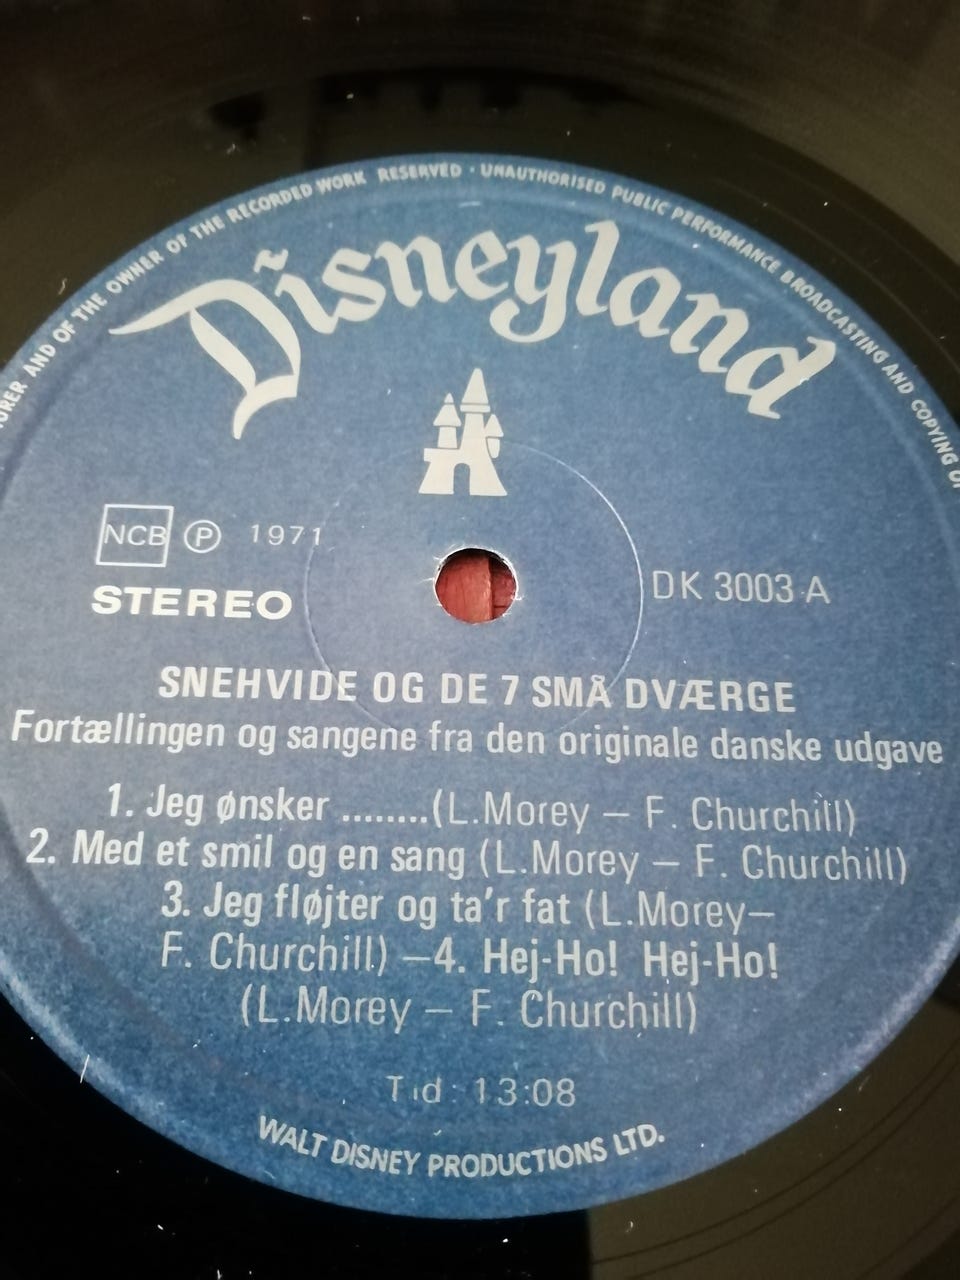 URER AND OF THE OWNER OF THE RECORDED WORK RESERVED · UNAUTHORISED PUBLIC PERFORMANCE BROADCASTING AND COPYING OF
Disneyland
NCB Ⓟ 1971
STEREO
DK 3003 A
SNEHVIDE OG DE 7 SMÅ DVÆRGE
Fortællingen og sangene fra den originale danske udgave
1. Jeg ønsker ........(L.Morey – F. Churchill)
2. Med et smil og en sang (L.Morey – F. Churchill)
3. Jeg fløjter og ta'r fat (L.Morey–
F. Churchill) –4. Hej-Ho! Hej-Ho!
(L.Morey – F. Churchill)
Tid: 13:08
WALT DISNEY PRODUCTIONS LTD.